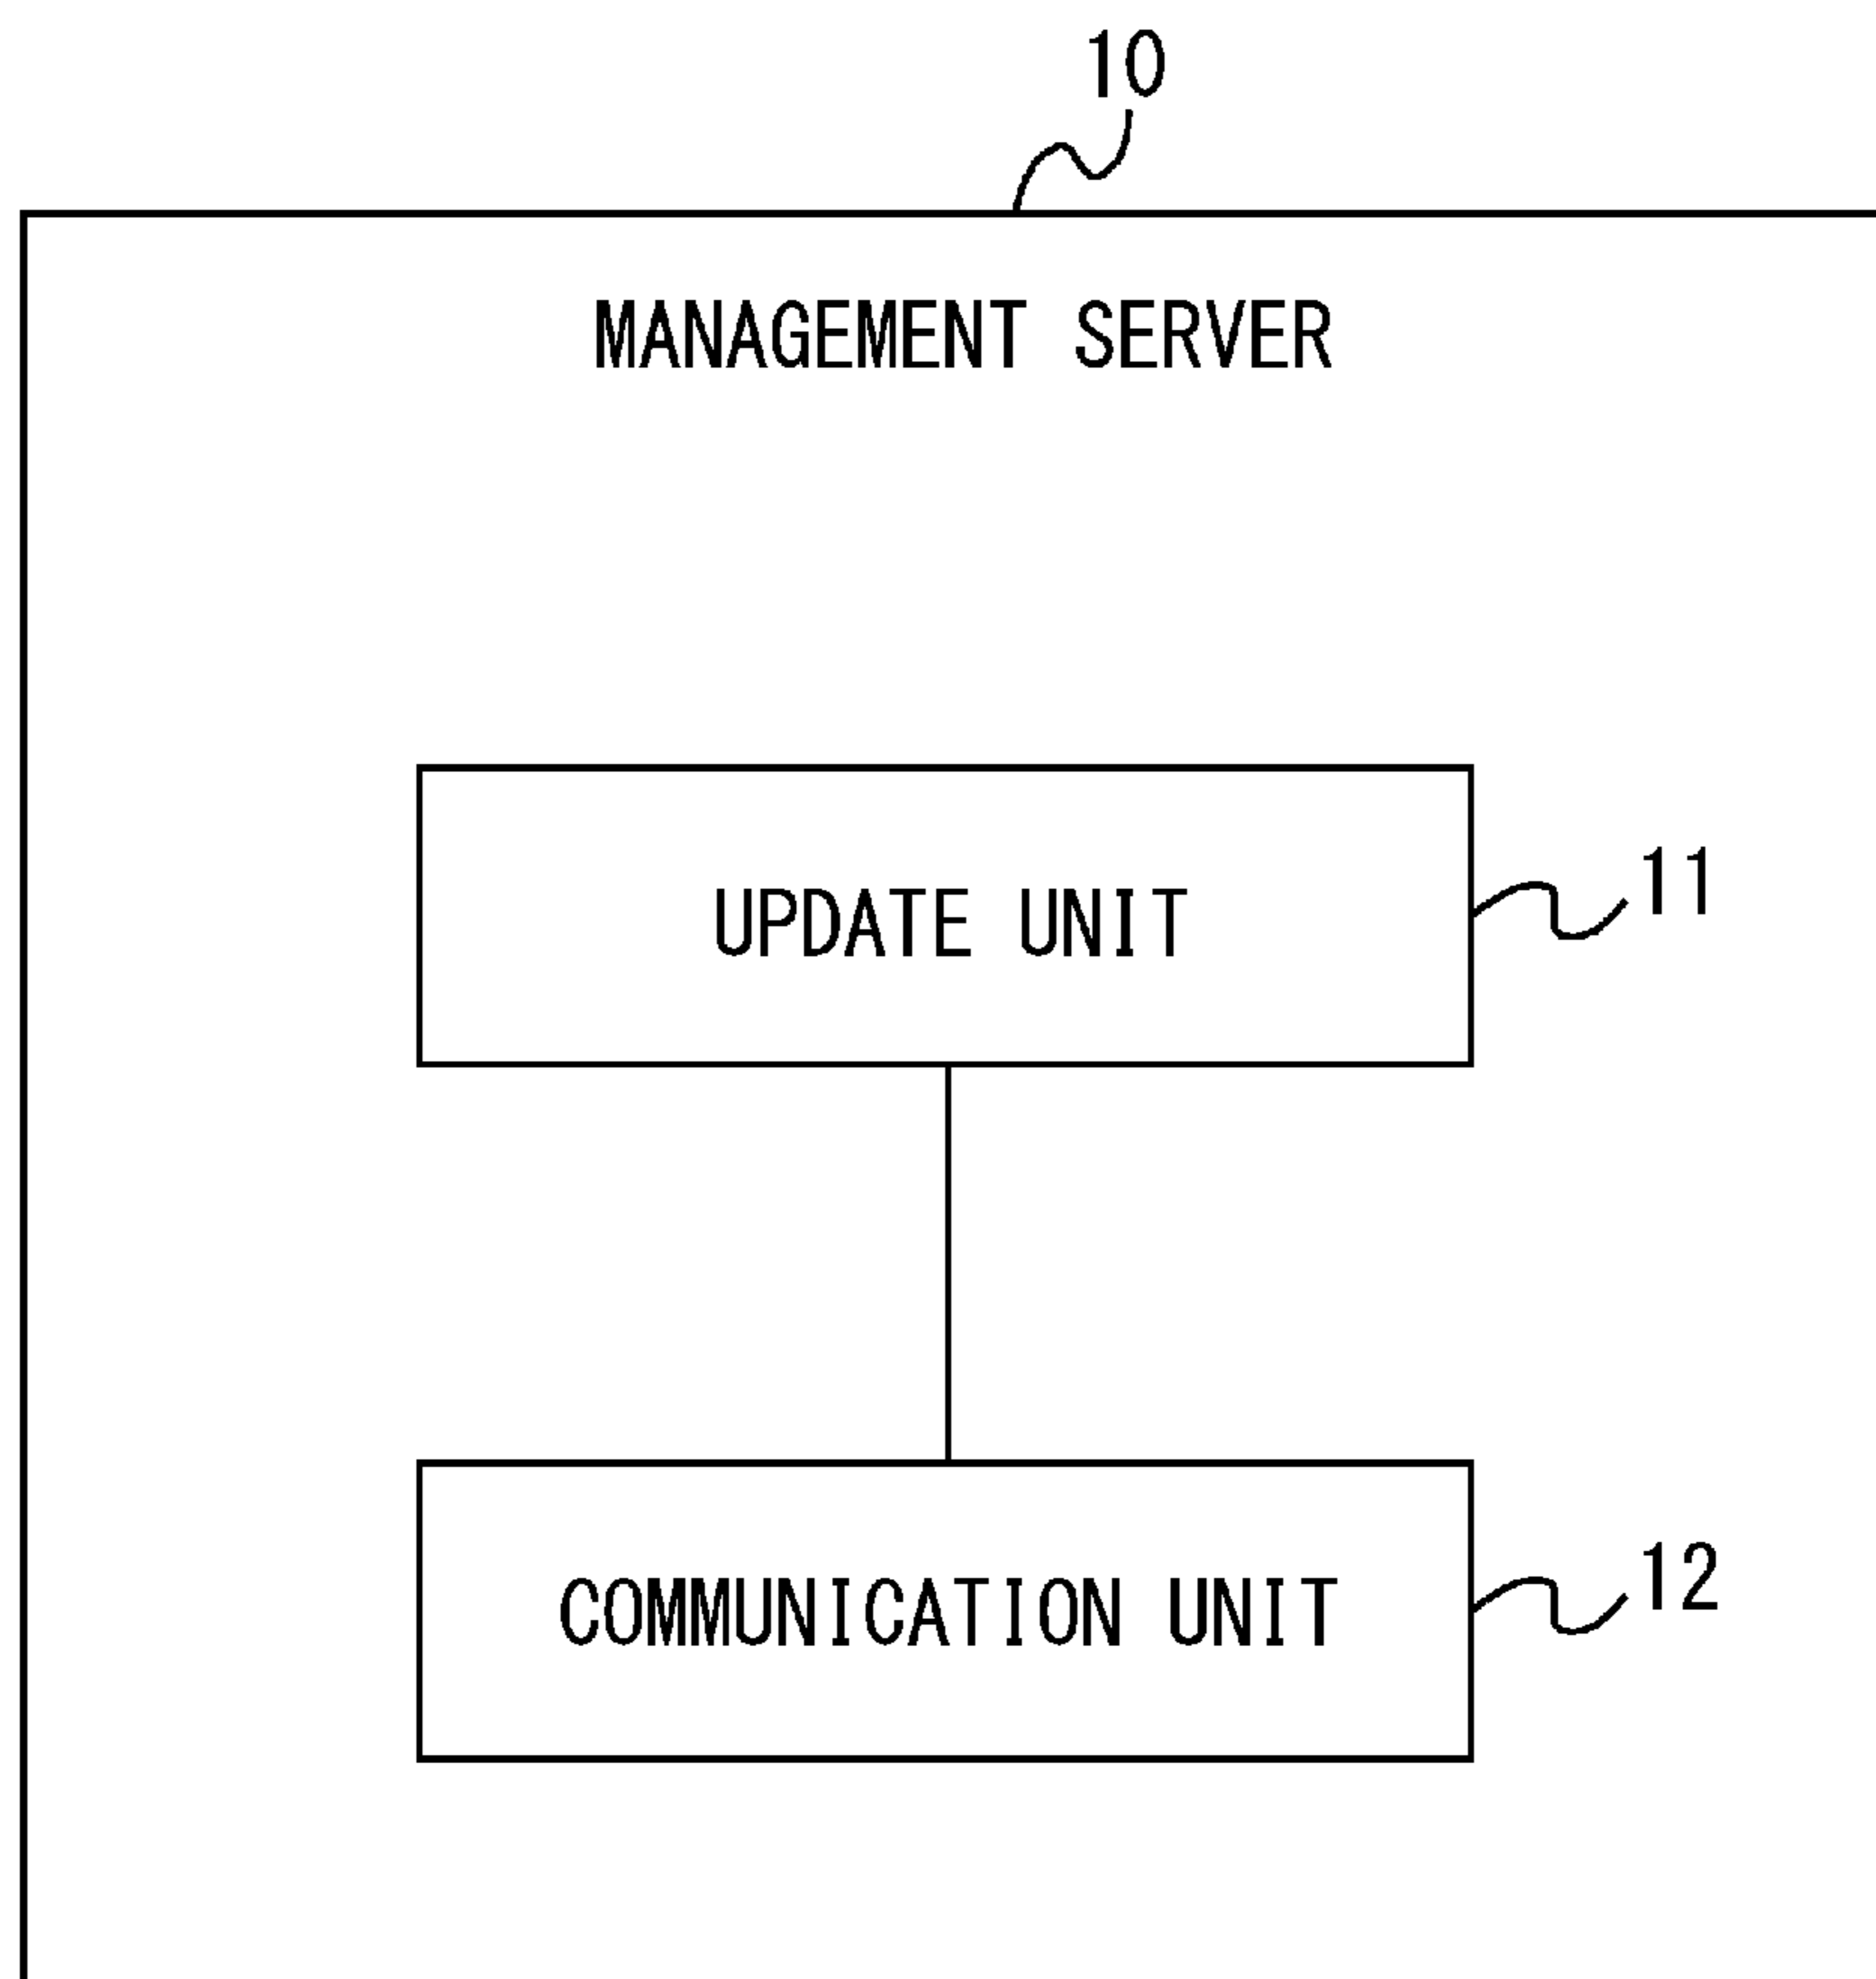 10
MANAGEMENT SERVER
UPDATE UNIT
11
COMMUNICATION UNIT
12